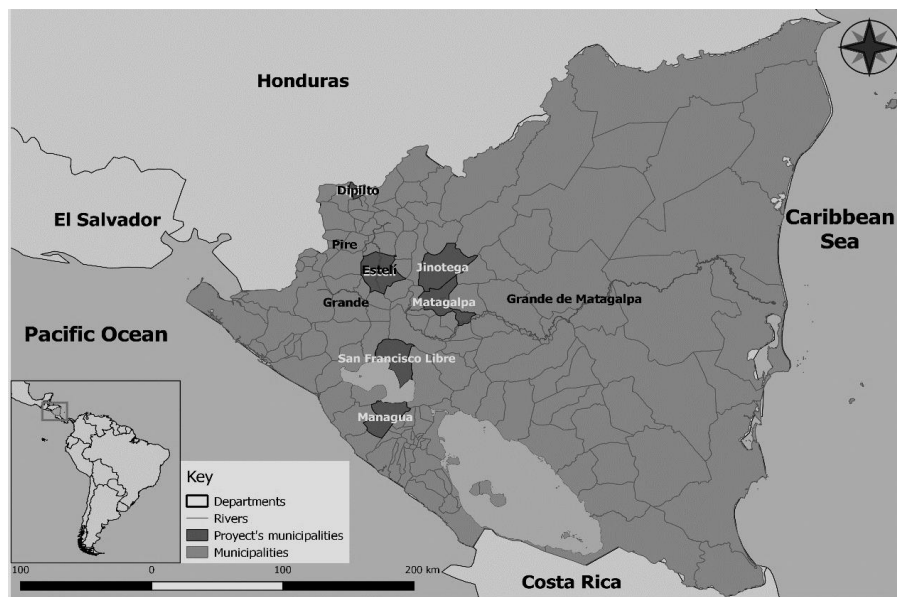 Honduras
Dipilto
El Salvador
Caribbean
Sea
Pire
Estelí
Jinotega
Grande
Matagalpa
Grande de Matagalpa
Pacific Ocean
San Francisco Libre
Managua
Key
Departments
Rivers
Proyect's municipalities
Municipalities
100 0 100 200 km
Costa Rica